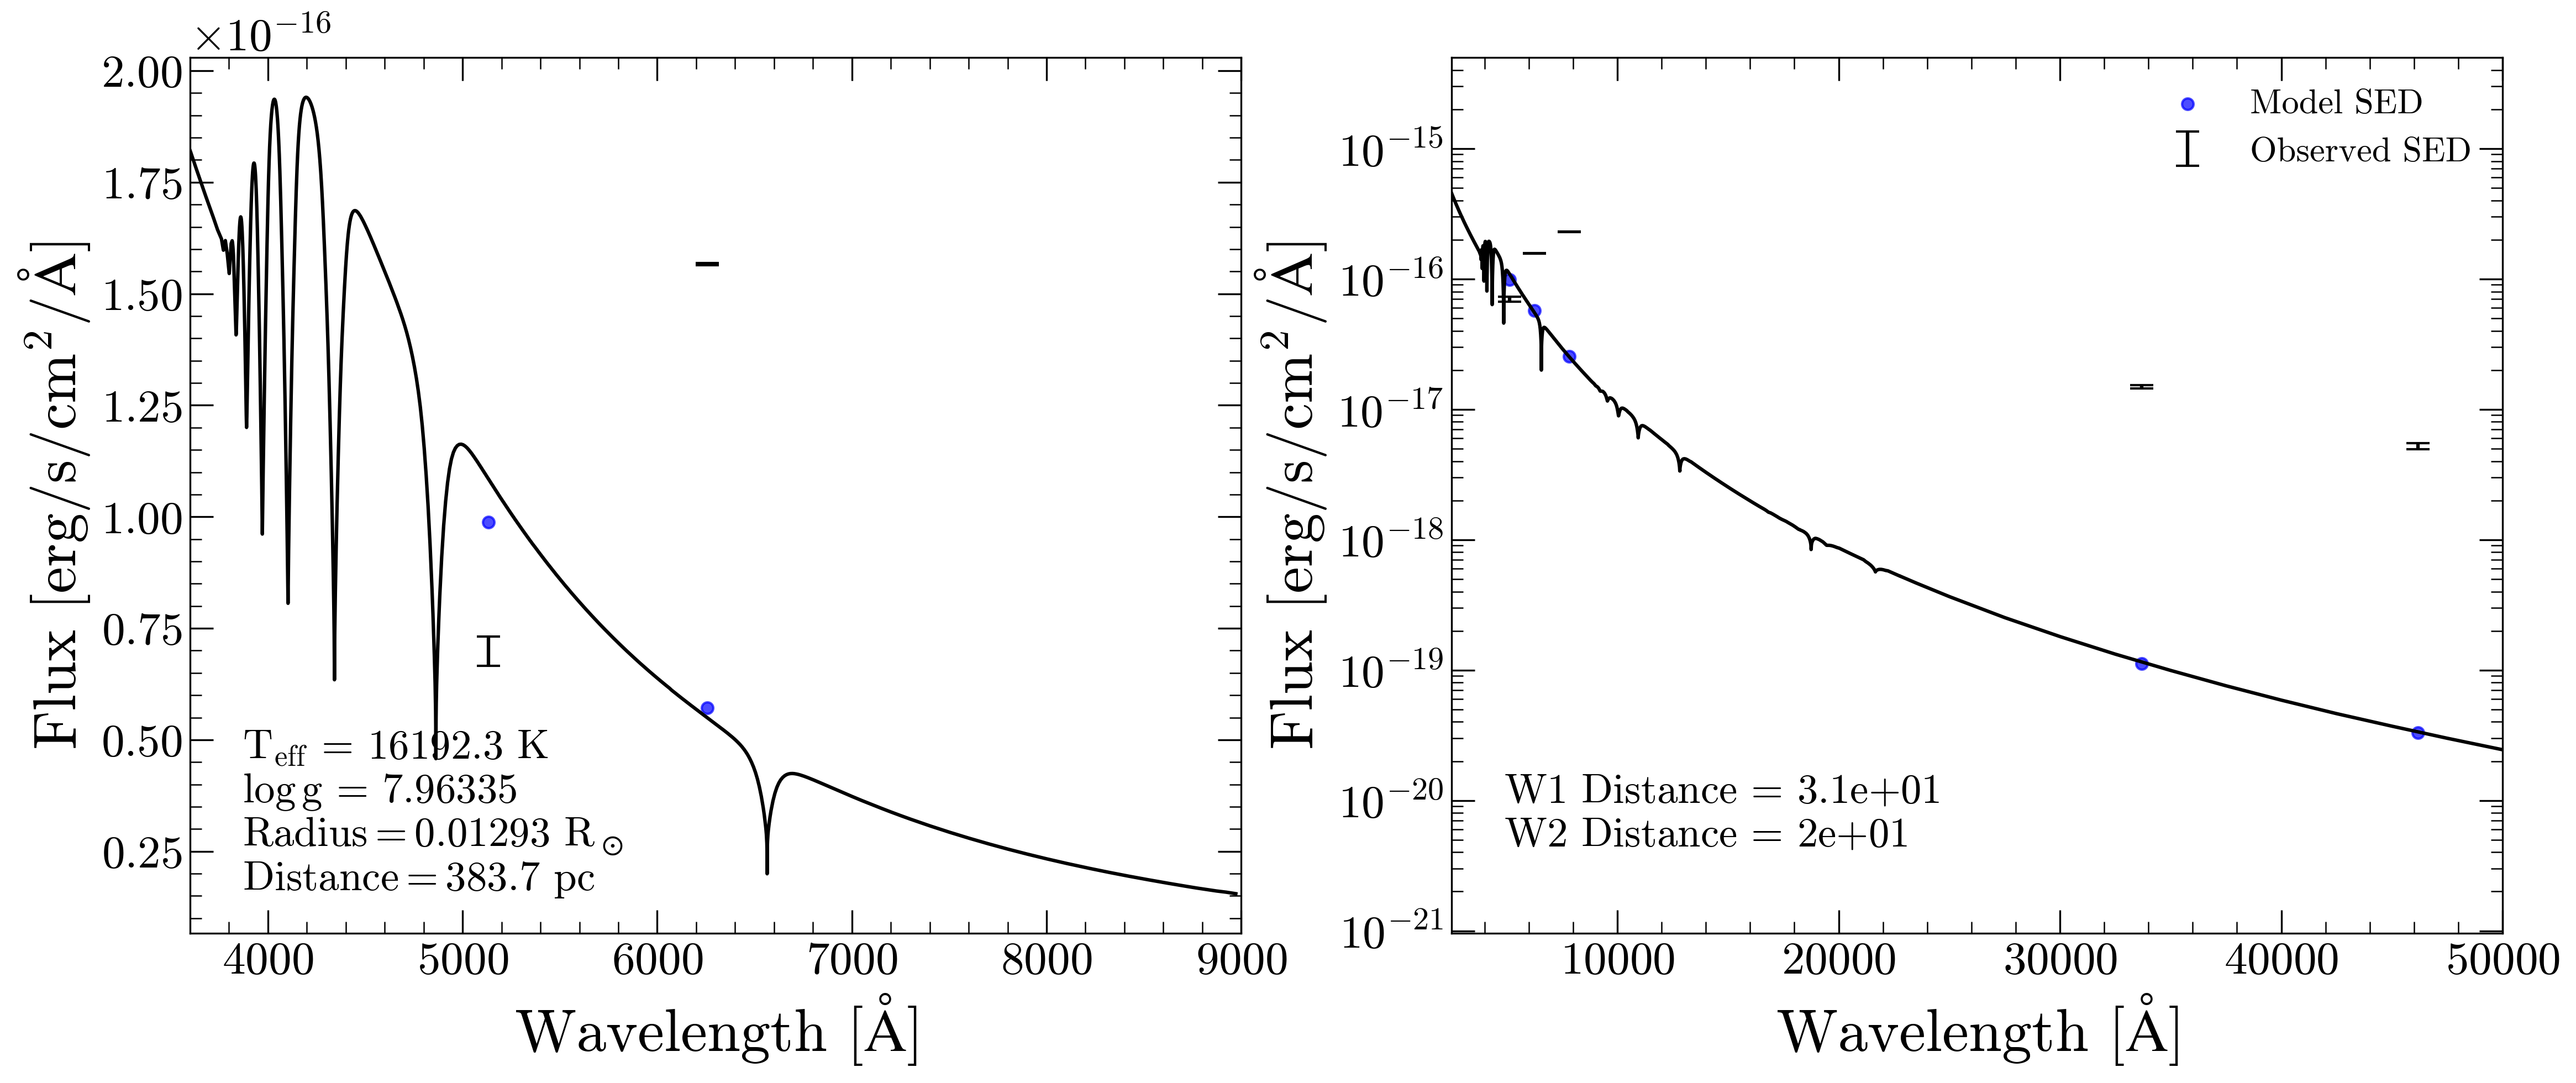 ×10⁻¹⁶
2.00
1.75
1.50
1.25
1.00
0.75
0.50
0.25
Flux [erg/s/cm²/Å]
T_eff = 16192.3 K
log g = 7.96335
Radius = 0.01293 R_⊙
Distance = 383.7 pc
4000 5000 6000 7000 8000 9000
Wavelength [Å]
10⁻¹⁵
10⁻¹⁶
10⁻¹⁷
10⁻¹⁸
10⁻¹⁹
10⁻²⁰
10⁻²¹
Flux [erg/s/cm²/Å]
Model SED
Observed SED
W1 Distance = 3.1e+01
W2 Distance = 2e+01
10000 20000 30000 40000 50000
Wavelength [Å]